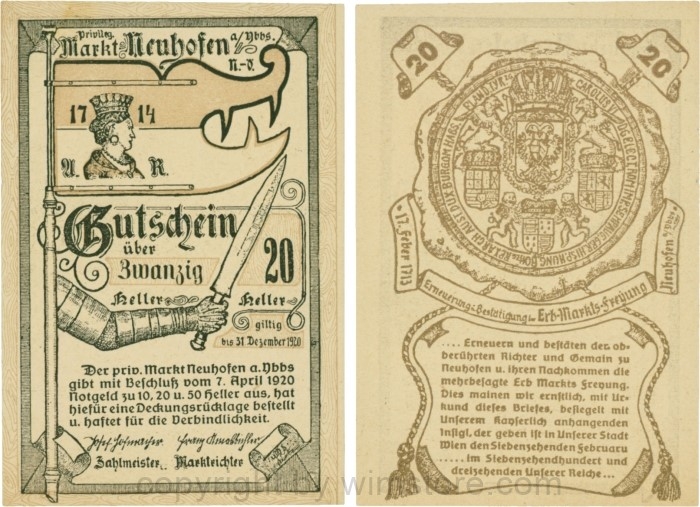 Privileg.
Markt Neuhofen a/Ybbs.
N.-Ö.
17 14
R.
Gutschein
über
Zwanzig 20
Heller Heller
giltig
bis 31 Dezember 1920
Der priv. Markt Neuhofen a. Ybbs
gibt mit Beschluß vom 7. April 1920
Notgeld zu 10, 20 u. 50 Heller aus, hat
hiefür eine Deckungsrücklage bestellt
u. haftet für die Verbindlichkeit.
Zahlmeister. Marktrichter
20
20
17. Feber 1713
Neuhofen a/Ybbs
Erneuerung u. Bestätigung d. Erb-Markts-Freyung
.... Erneuern und bestäten der ob-
berührten Richter und Gemain zu
Neuhofen u. ihren Nachkommen die
mehrbesagte Erb Markts Freyung.
Dies mainen wir ernstlich, mit Ur-
kund dieses Briefes, besiegelt mit
Unserem Kayserlich anhangenden
Insigl, der geben ist in Unserer Stadt
Wien den Siebenzehenden Februaru
..... im Siebenzehendhundert und
dreizehenden Unserer Reiche ...
copyright by winstore.com